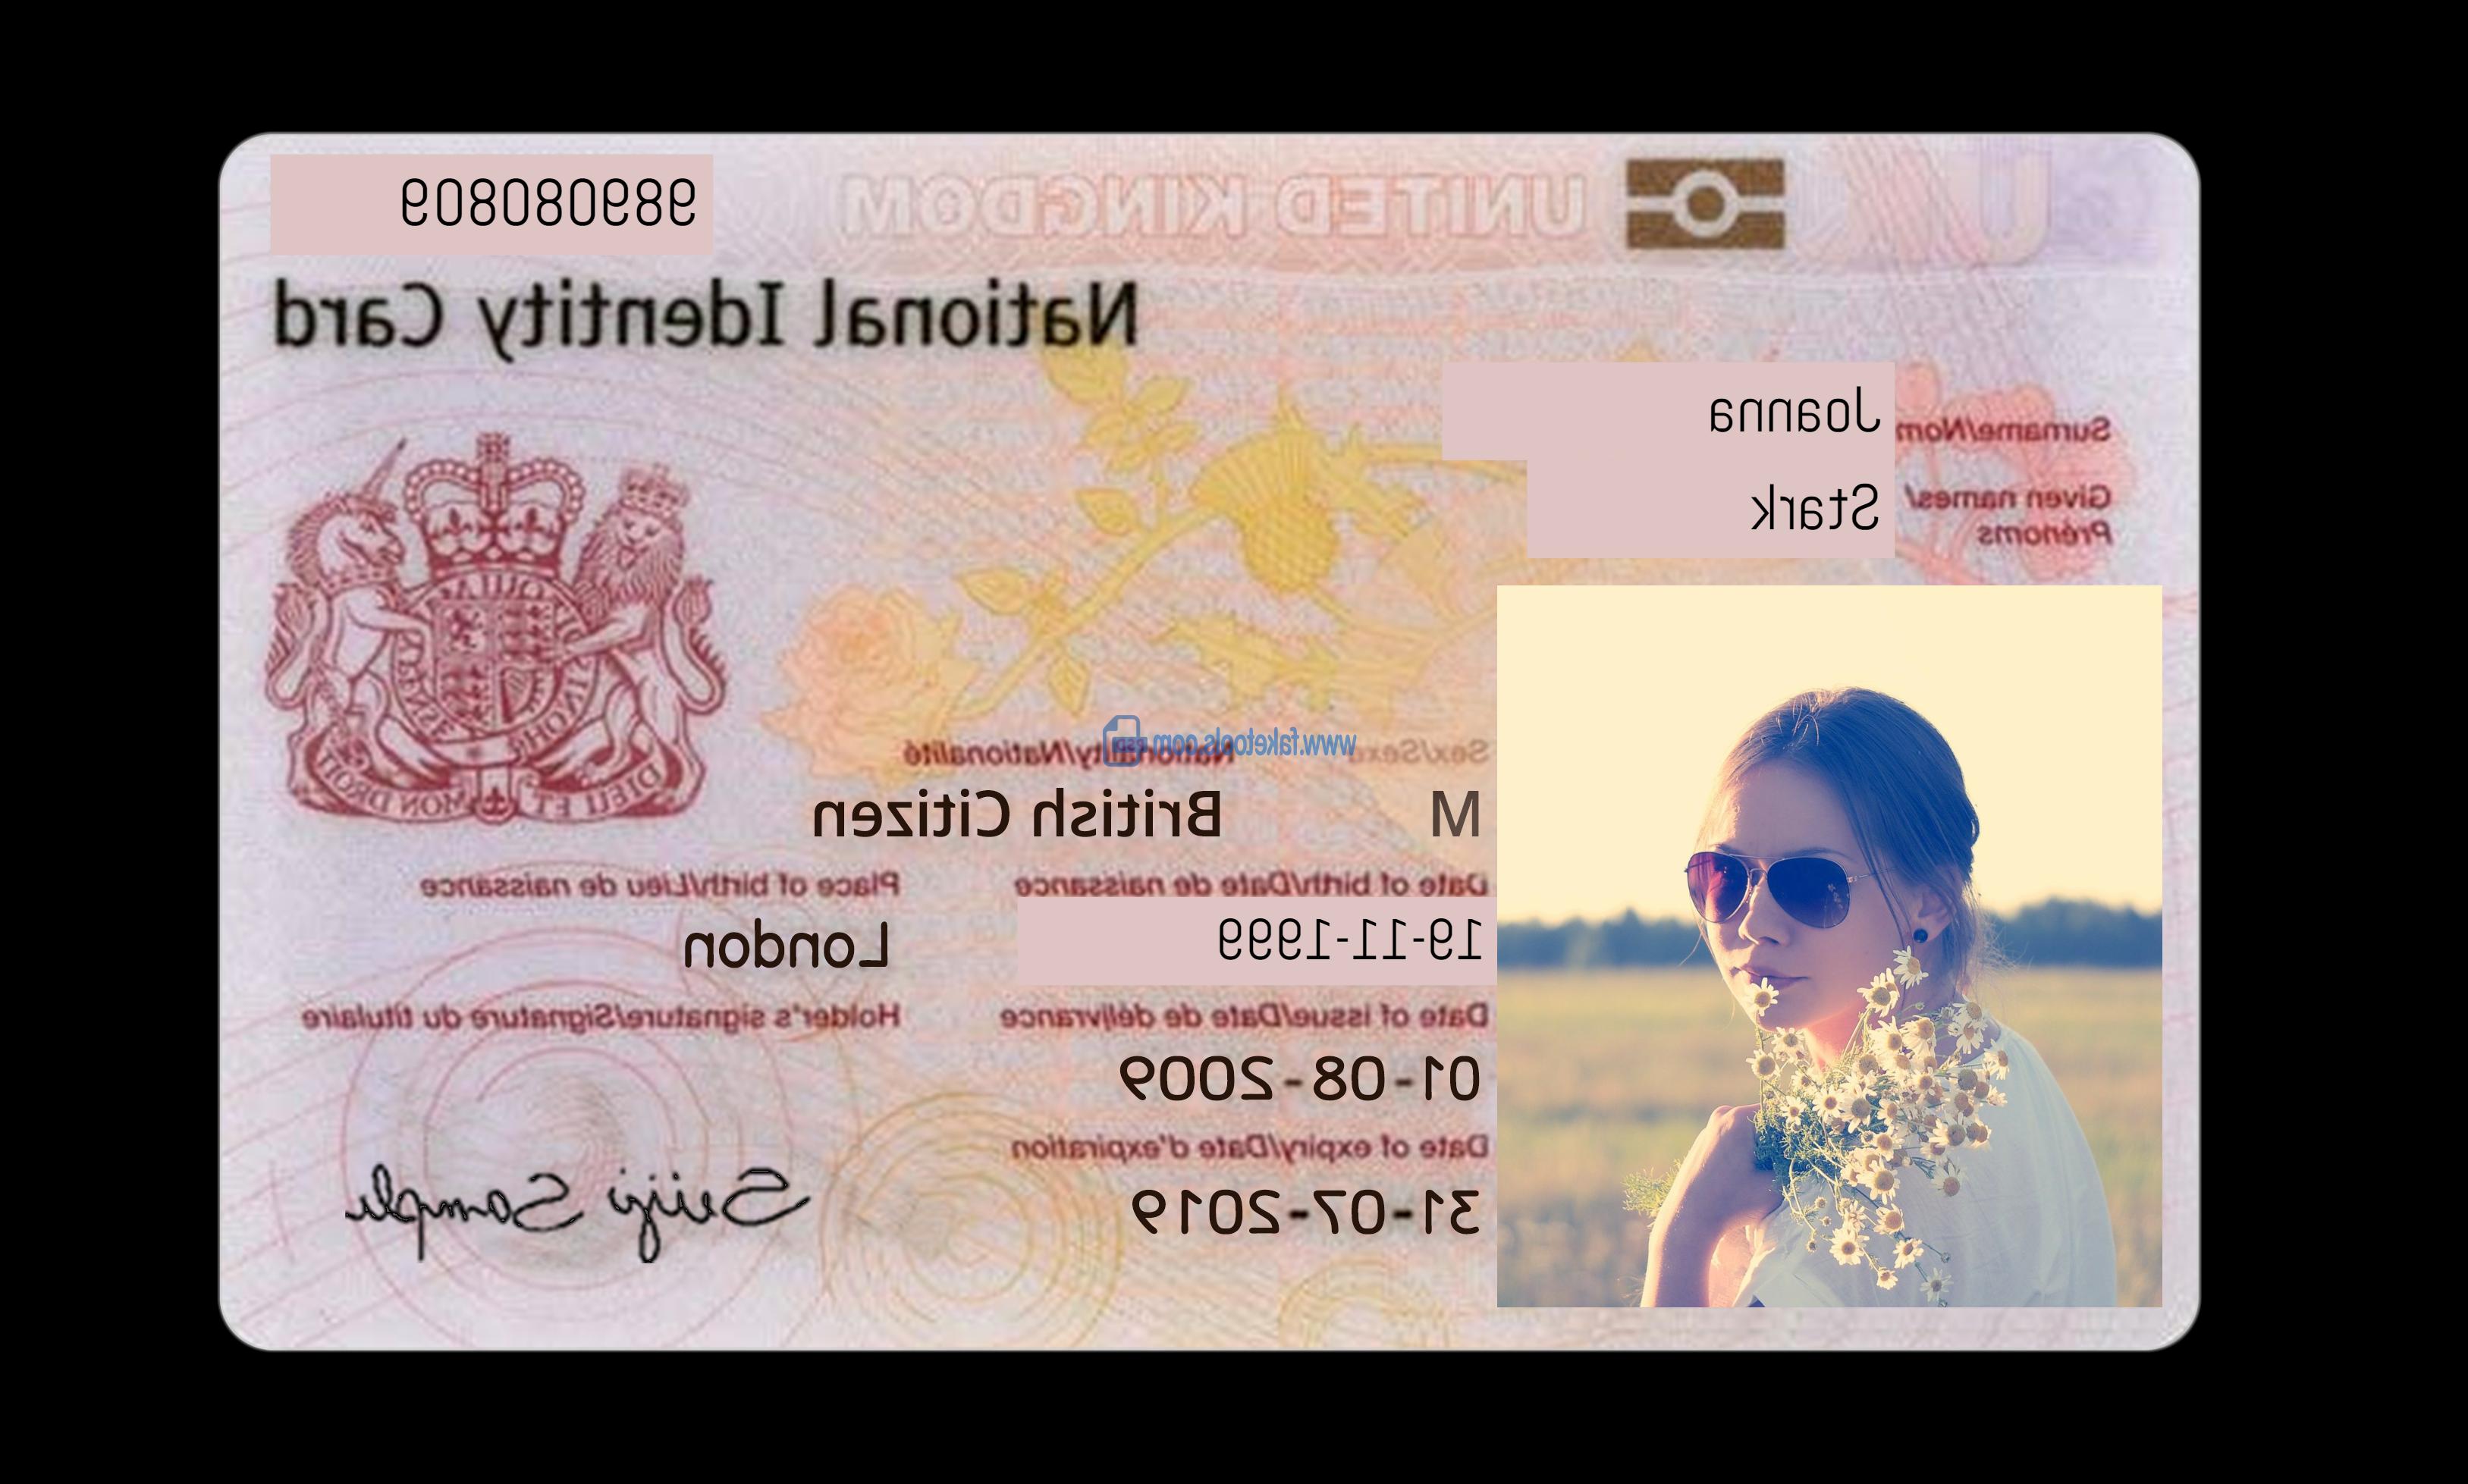 989080809
UNITED KINGDOM
National Identity Card
Surname/Nom
Joanna
Given names/
Prénoms
Stark
Sex/Sexe
Nationality/Nationalité
www.faketools.com
M
British Citizen
Date of birth/Date de naissance
Place of birth/Lieu de naissance
19-11-1999
London
Date of issue/Date de délivrance
Holder's signature/Signature du titulaire
01-08-2009
Date of expiry/Date d'expiration
31-07-2019
DIEU ET MON DROIT